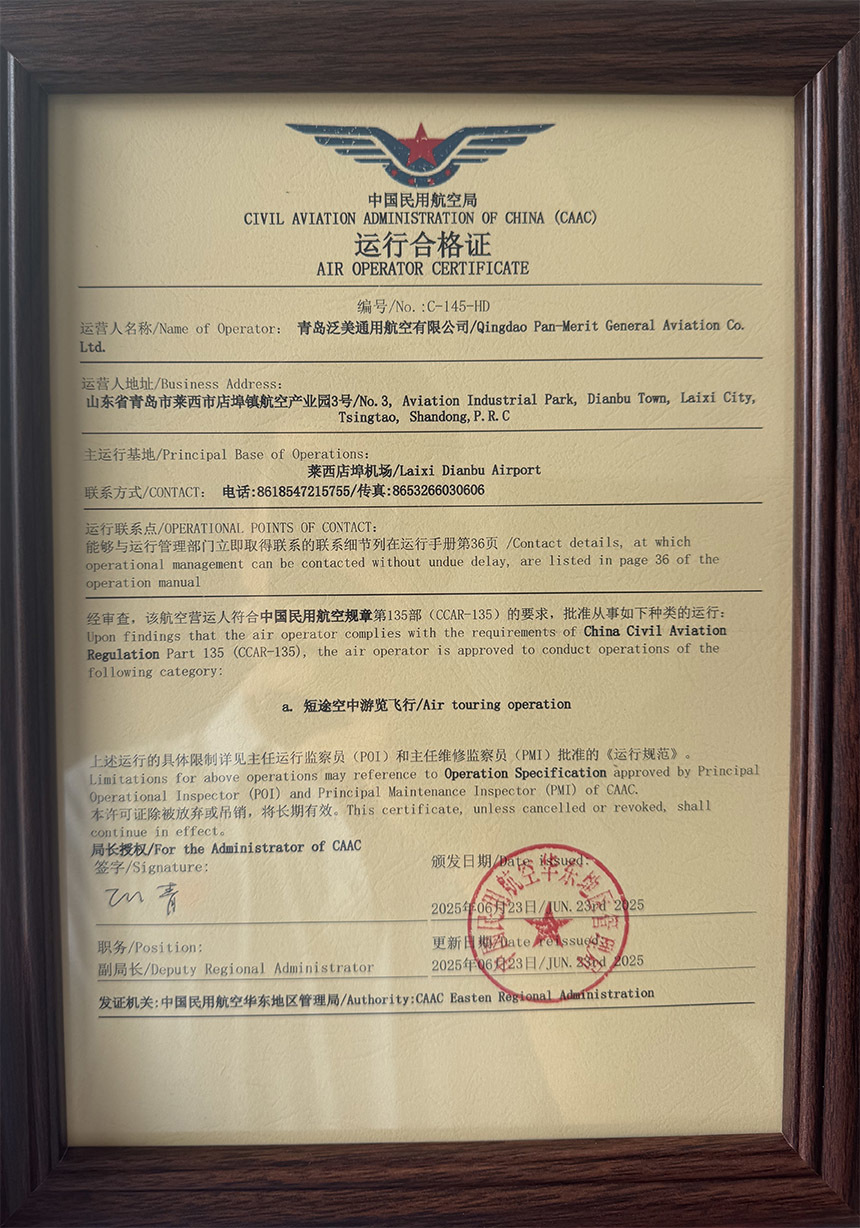 中国民用航空局
CIVIL AVIATION ADMINISTRATION OF CHINA (CAAC)
运行合格证
AIR OPERATOR CERTIFICATE
编号/No.:C-145-HD
运营人名称/Name of Operator: 青岛泛美通用航空有限公司/Qingdao Pan-Merit General Aviation Co.
Ltd.
运营人地址/Business Address:
山东省青岛市莱西市店埠镇航空产业园3号/No.3, Aviation Industrial Park, Dianbu Town, Laixi City,
Tsingtao, Shandong,P.R.C
主运行基地/Principal Base of Operations:
莱西店埠机场/Laixi Dianbu Airport
联系方式/CONTACT: 电话:8618547215755/传真:8653266030606
运行联系点/OPERATIONAL POINTS OF CONTACT:
能够与运行管理部门立即取得联系的联系细节列在运行手册第36页 /Contact details, at which
operational management can be contacted without undue delay, are listed in page 36 of the
operation manual
经审查，该航空营运人符合中国民用航空规章第135部（CCAR-135）的要求，批准从事如下种类的运行:
Upon findings that the air operator complies with the requirements of China Civil Aviation
Regulation Part 135 (CCAR-135), the air operator is approved to conduct operations of the
following category:
a. 短途空中游览飞行/Air touring operation
上述运行的具体限制详见主任运行监察员（POI）和主任维修监察员（PMI）批准的《运行规范》。
Limitations for above operations may reference to Operation Specification approved by Principal
Operational Inspector (POI) and Principal Maintenance Inspector (PMI) of CAAC.
本许可证除被放弃或吊销，将长期有效。This certificate, unless cancelled or revoked, shall
continue in effect。
局长授权/For the Administrator of CAAC
签字/Signature:
颁发日期/Date issued:
2025年06月23日/JUN.23rd 2025
职务/Position:
更新日期/Date reissued:
副局长/Deputy Regional Administrator
2025年06月23日/JUN.23rd 2025
发证机关:中国民用航空华东地区管理局/Authority:CAAC Easten Regional Administration
中国民用航空华东地区管理局